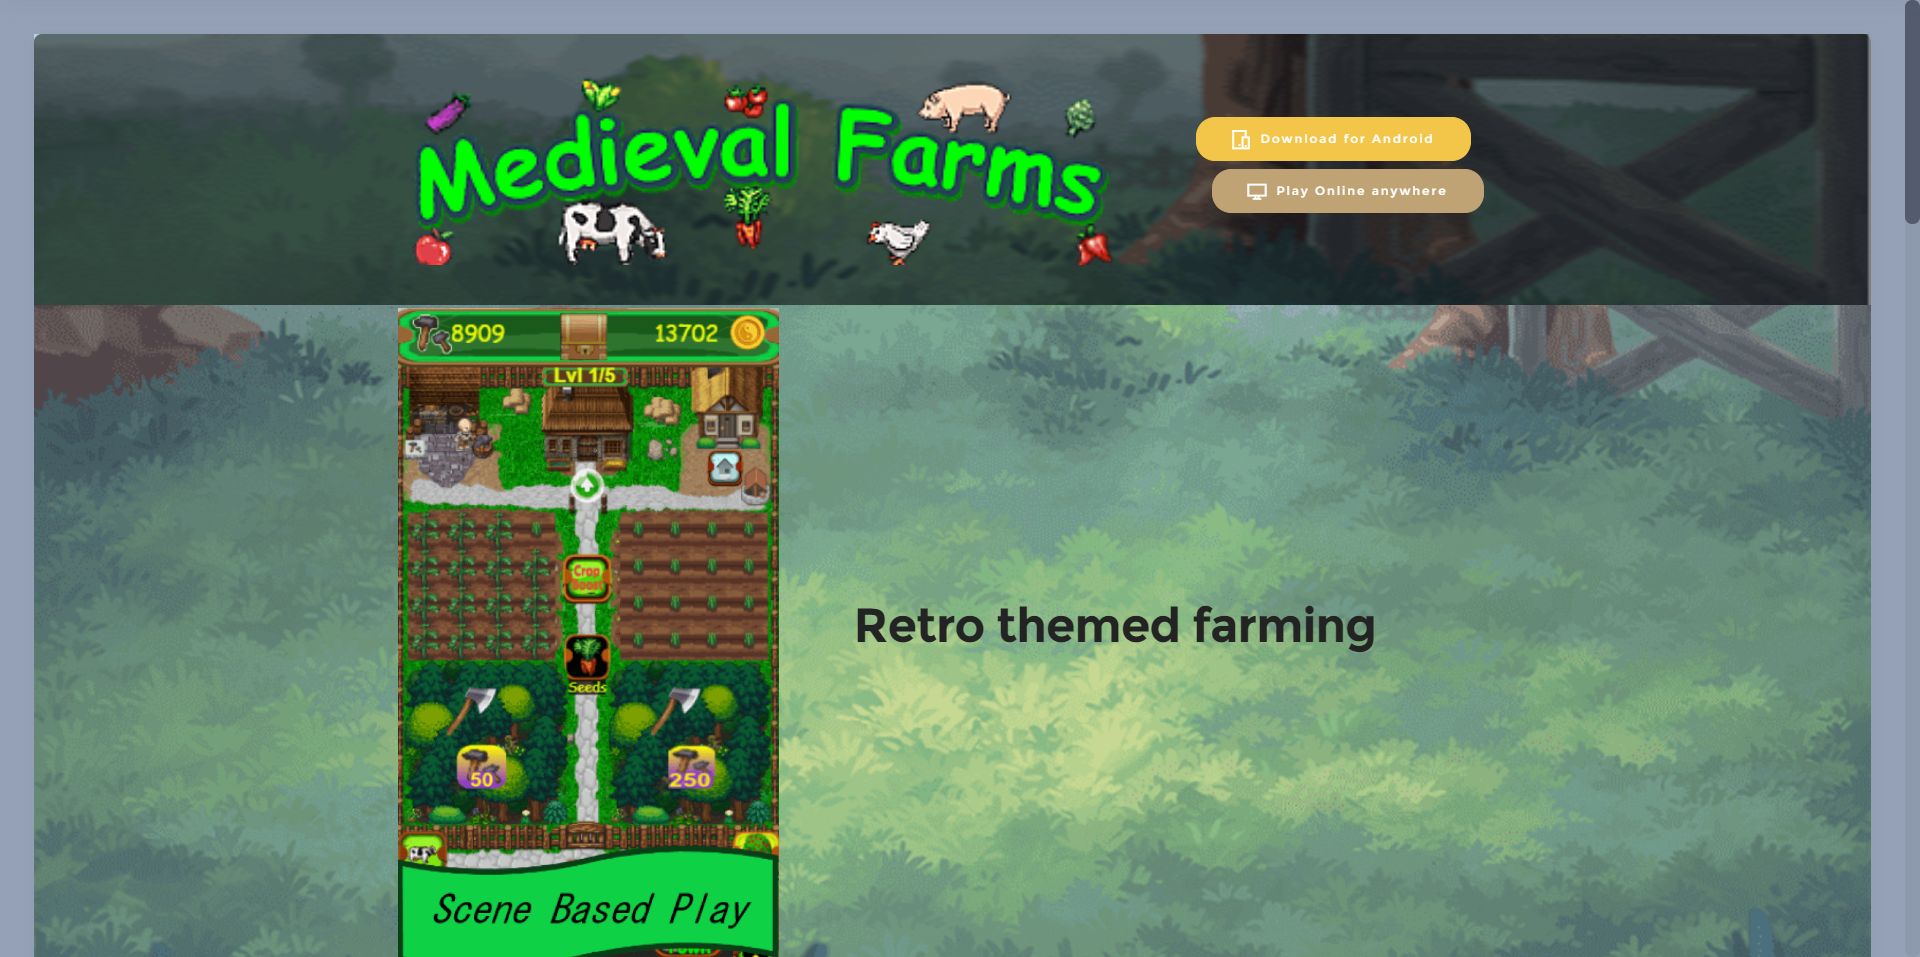 Medieval Farms
Download for Android
Play Online anywhere
8909
13702
Lvl 1/5
Crop
Boost
Seeds
50
250
Retro themed farming
Scene Based Play